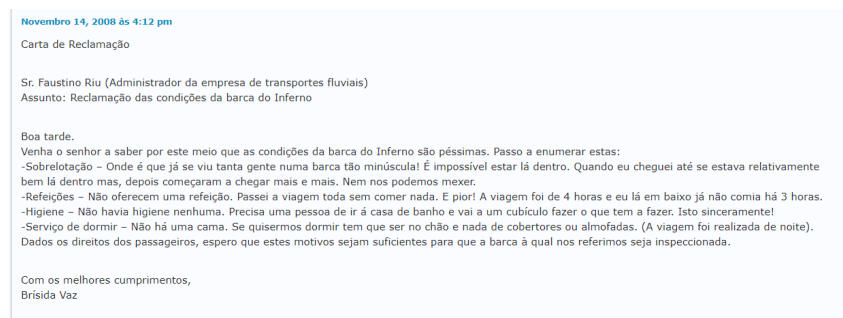 Novembro 14, 2008 às 4:12 pm
Carta de Reclamação
Sr. Faustino Riu (Administrador da empresa de transportes fluviais)
Assunto: Reclamação das condições da barca do Inferno
Boa tarde.
Venha o senhor a saber por este meio que as condições da barca do Inferno são péssimas. Passo a enumerar estas:
-Sobrelotação – Onde é que já se viu tanta gente numa barca tão minúscula! É impossível estar lá dentro. Quando eu cheguei até se estava relativamente
bem lá dentro mas, depois começaram a chegar mais e mais. Nem nos podemos mexer.
-Refeições – Não oferecem uma refeição. Passei a viagem toda sem comer nada. E pior! A viagem foi de 4 horas e eu lá em baixo já não comia há 3 horas.
-Higiene – Não havia higiene nenhuma. Precisa uma pessoa de ir á casa de banho e vai a um cubículo fazer o que tem a fazer. Isto sinceramente!
-Serviço de dormir – Não há uma cama. Se quisermos dormir tem que ser no chão e nada de cobertores ou almofadas. (A viagem foi realizada de noite).
Dados os direitos dos passageiros, espero que estes motivos sejam suficientes para que a barca à qual nos referimos seja inspeccionada.
Com os melhores cumprimentos,
Brísida Vaz